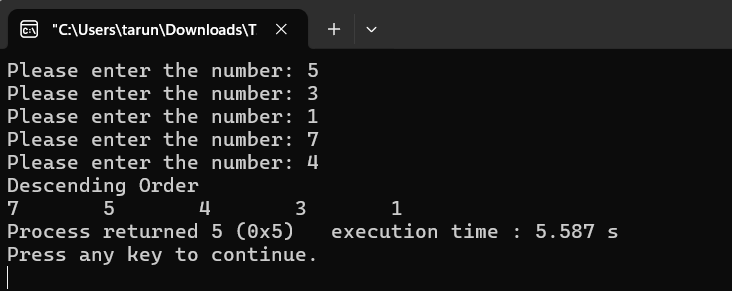 "C:\Users\tarun\Downloads\T
Please enter the number: 5
Please enter the number: 3
Please enter the number: 1
Please enter the number: 7
Please enter the number: 4
Descending Order
7       5       4       3       1
Process returned 5 (0x5)   execution time : 5.587 s
Press any key to continue.